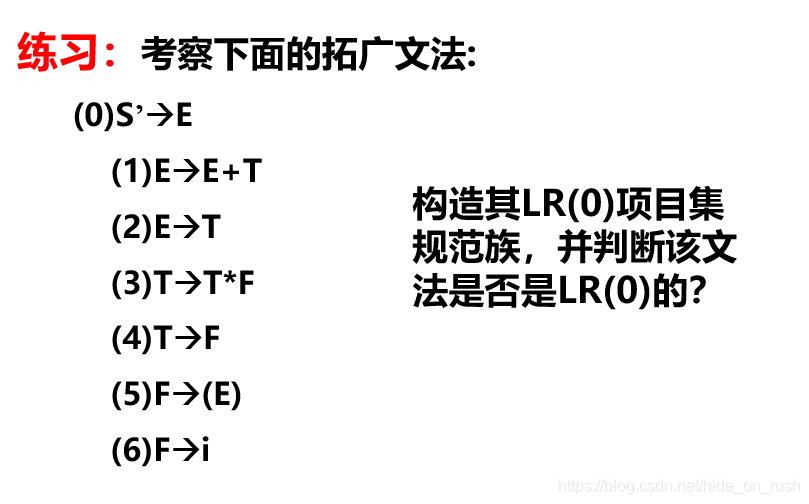 练习：考察下面的拓广文法:
(0)S’→E
(1)E→E+T
(2)E→T
(3)T→T*F
(4)T→F
(5)F→(E)
(6)F→i
构造其LR(0)项目集
规范族，并判断该文
法是否是LR(0)的?
https://blog.csdn.net/hide_on_rush